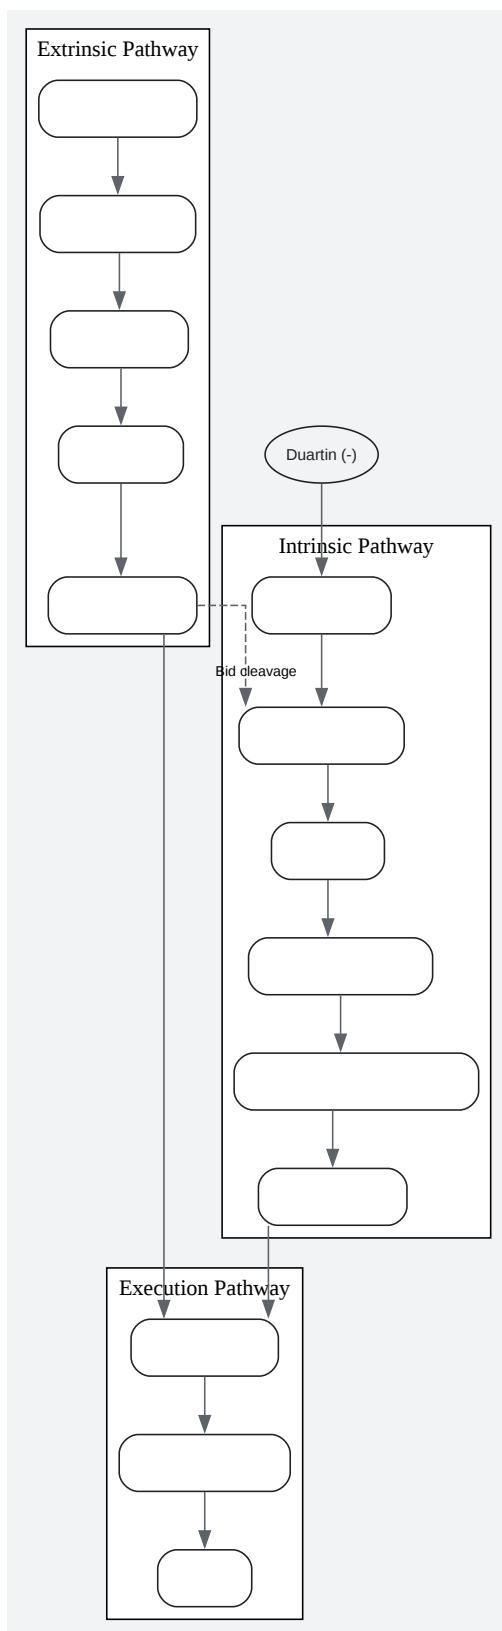 Extrinsic Pathway
Duartin (-)
Intrinsic Pathway
Bid cleavage
Execution Pathway